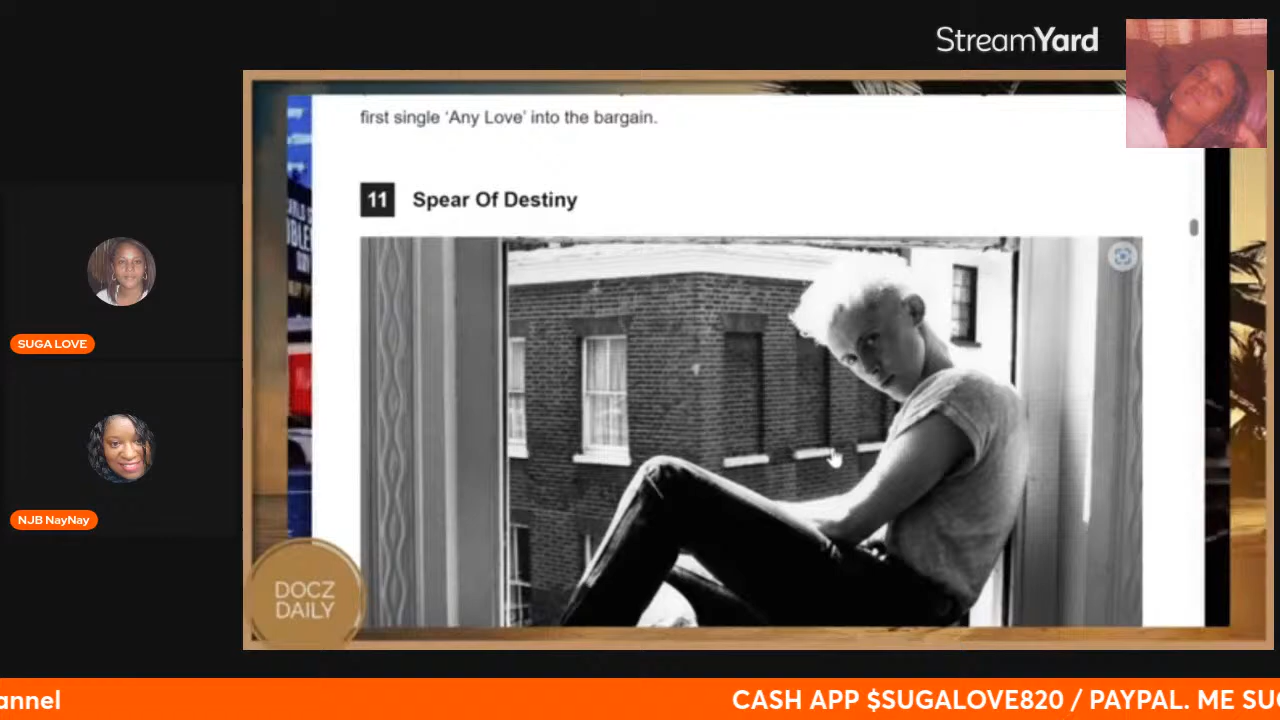 StreamYard
first single ‘Any Love’ into the bargain.
11 Spear Of Destiny
SUGA LOVE
NJB NayNay
DOCZ
DAILY
annel
CASH APP $SUGALOVE820 / PAYPAL. ME SU